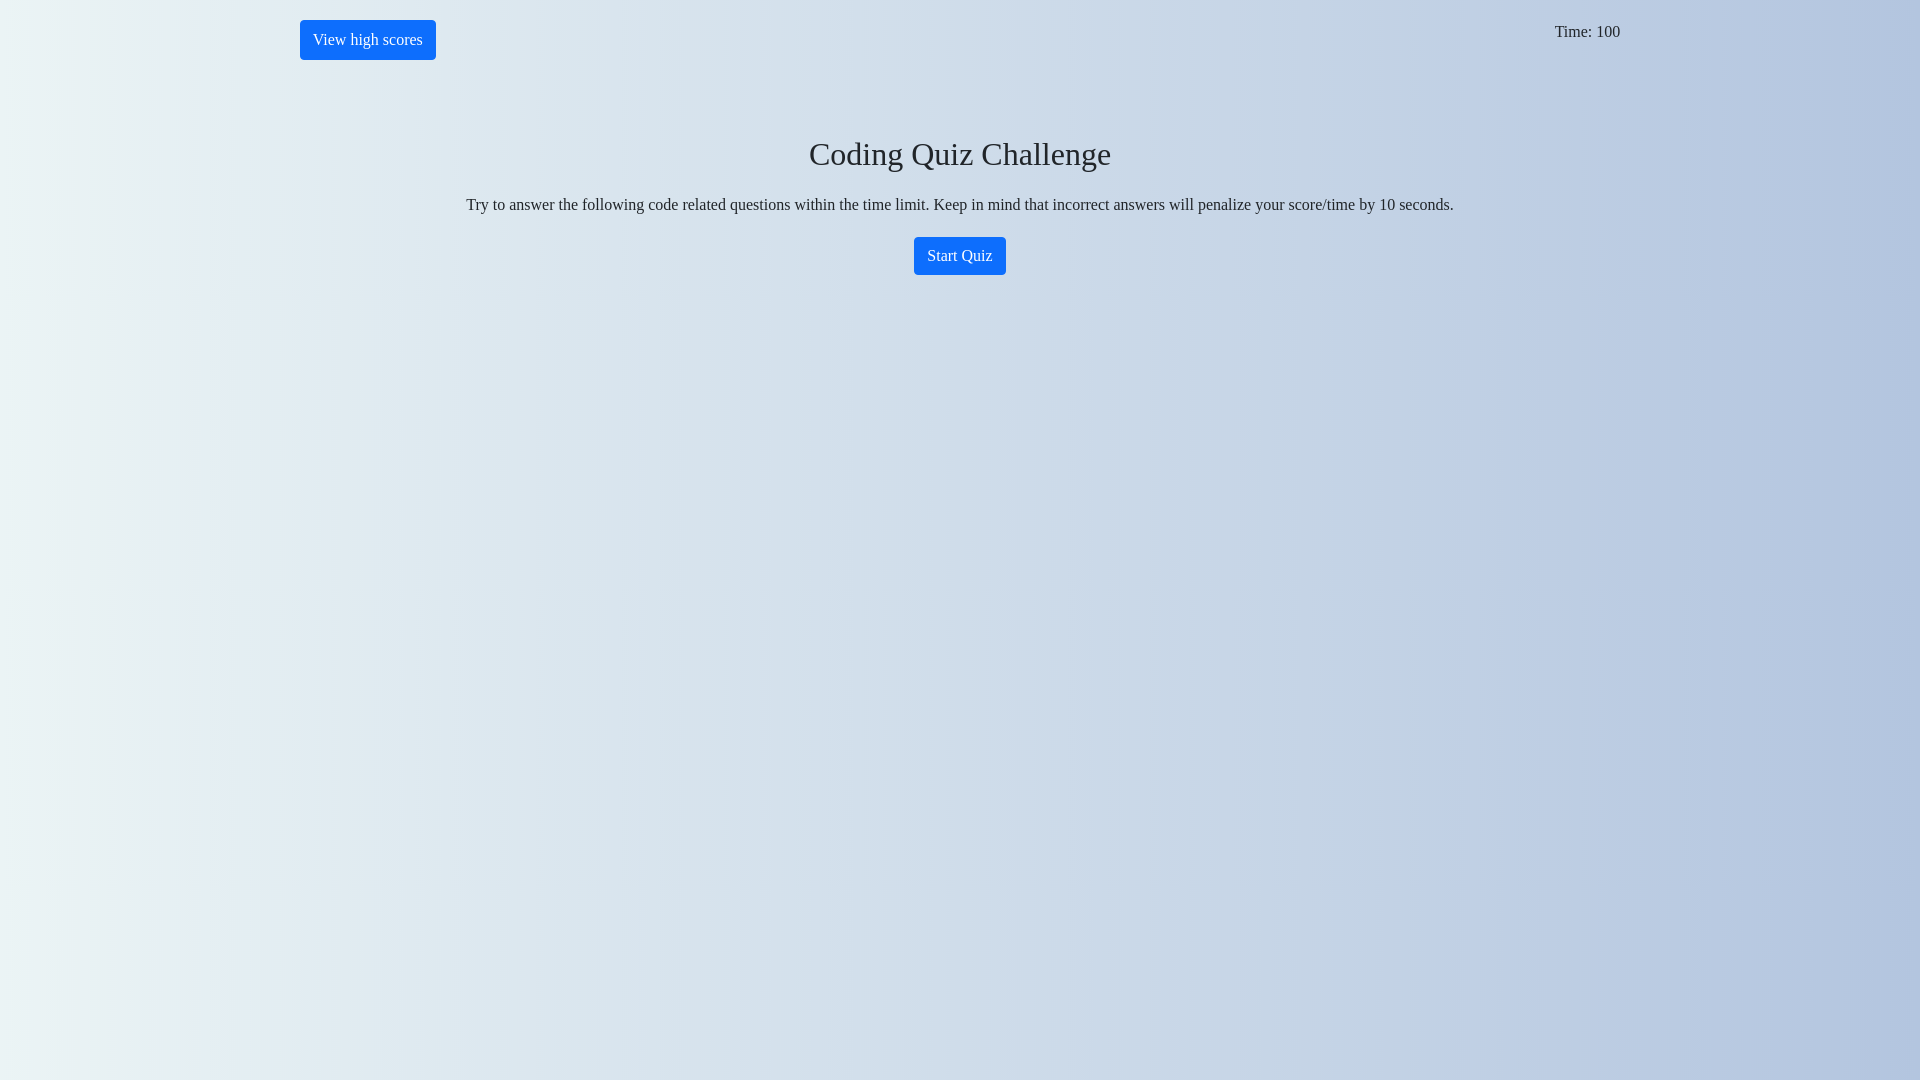 View high scores
Time: 100
Coding Quiz Challenge
Try to answer the following code related questions within the time limit. Keep in mind that incorrect answers will penalize your score/time by 10 seconds.
Start Quiz